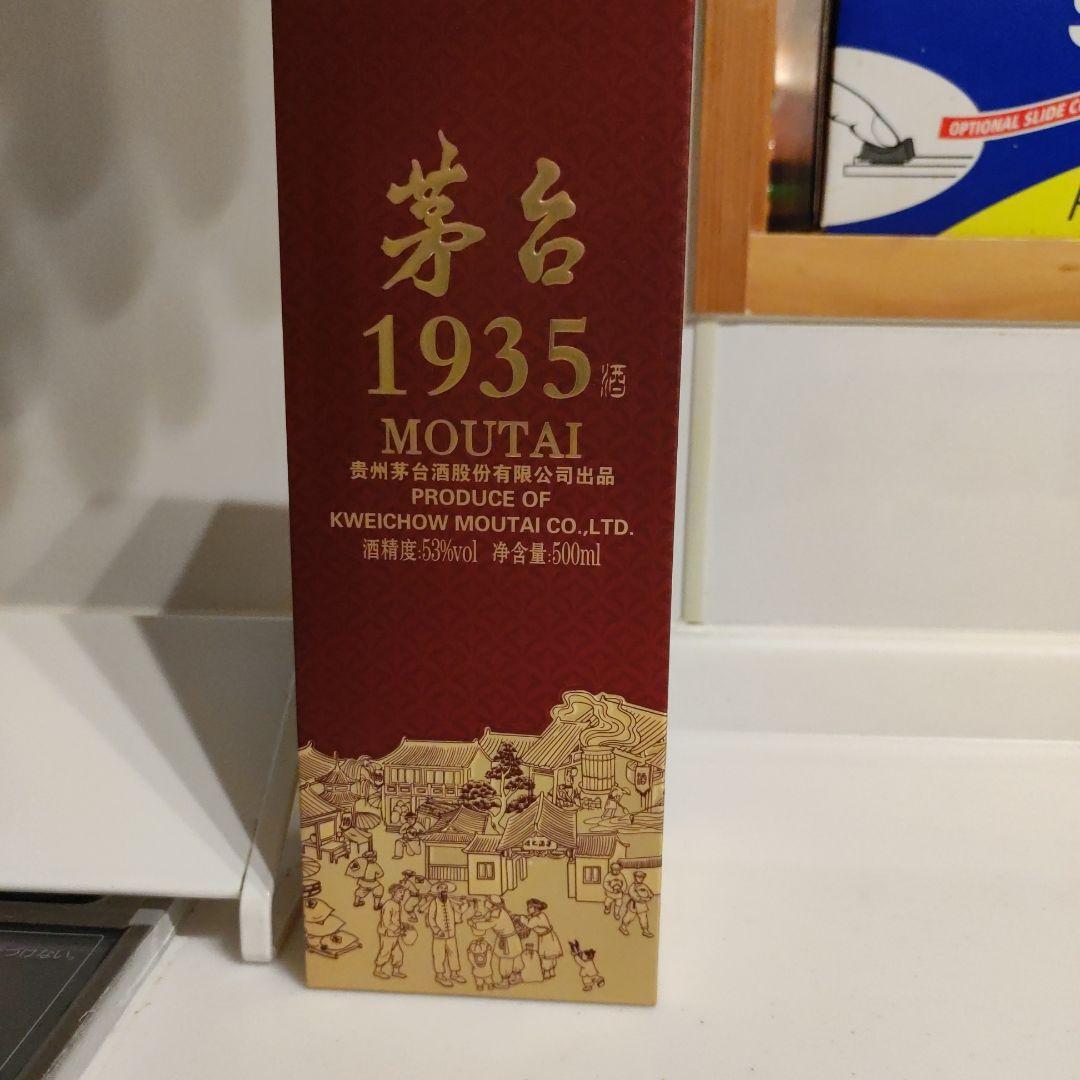 茅台
1935酒
MOUTAI
贵州茅台酒股份有限公司出品
PRODUCE OF
KWEICHOW MOUTAI CO.,LTD.
酒精度:53%vol 净含量:500ml
OPTIONAL SLIDE